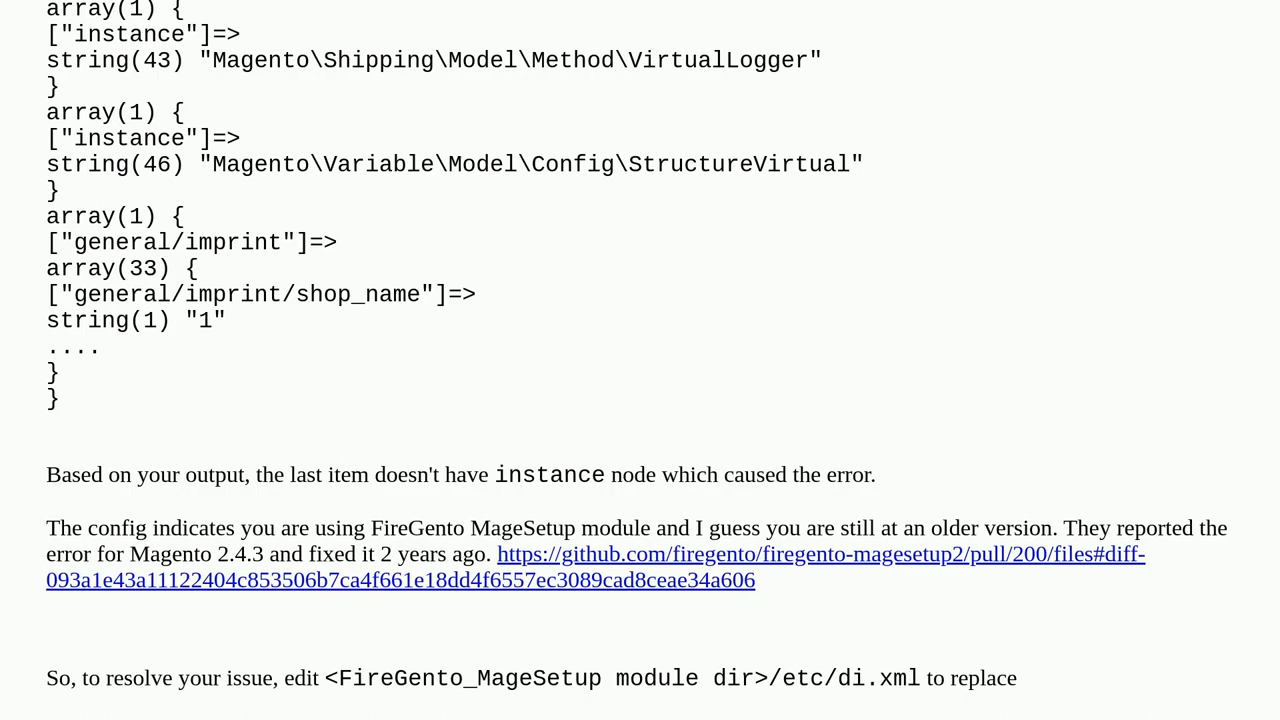 array(1) {
["instance"]=>
string(43) "Magento\Shipping\Model\Method\VirtualLogger"
}
array(1) {
["instance"]=>
string(46) "Magento\Variable\Model\Config\StructureVirtual"
}
array(1) {
["general/imprint"]=>
array(33) {
["general/imprint/shop_name"]=>
string(1) "1"
....
}
}
Based on your output, the last item doesn't have instance node which caused the error.
The config indicates you are using FireGento MageSetup module and I guess you are still at an older version. They reported the
error for Magento 2.4.3 and fixed it 2 years ago. https://github.com/firegento/firegento-magesetup2/pull/200/files#diff-
093a1e43a11122404c853506b7ca4f661e18dd4f6557ec3089cad8ceae34a606
So, to resolve your issue, edit <FireGento_MageSetup module dir>/etc/di.xml to replace